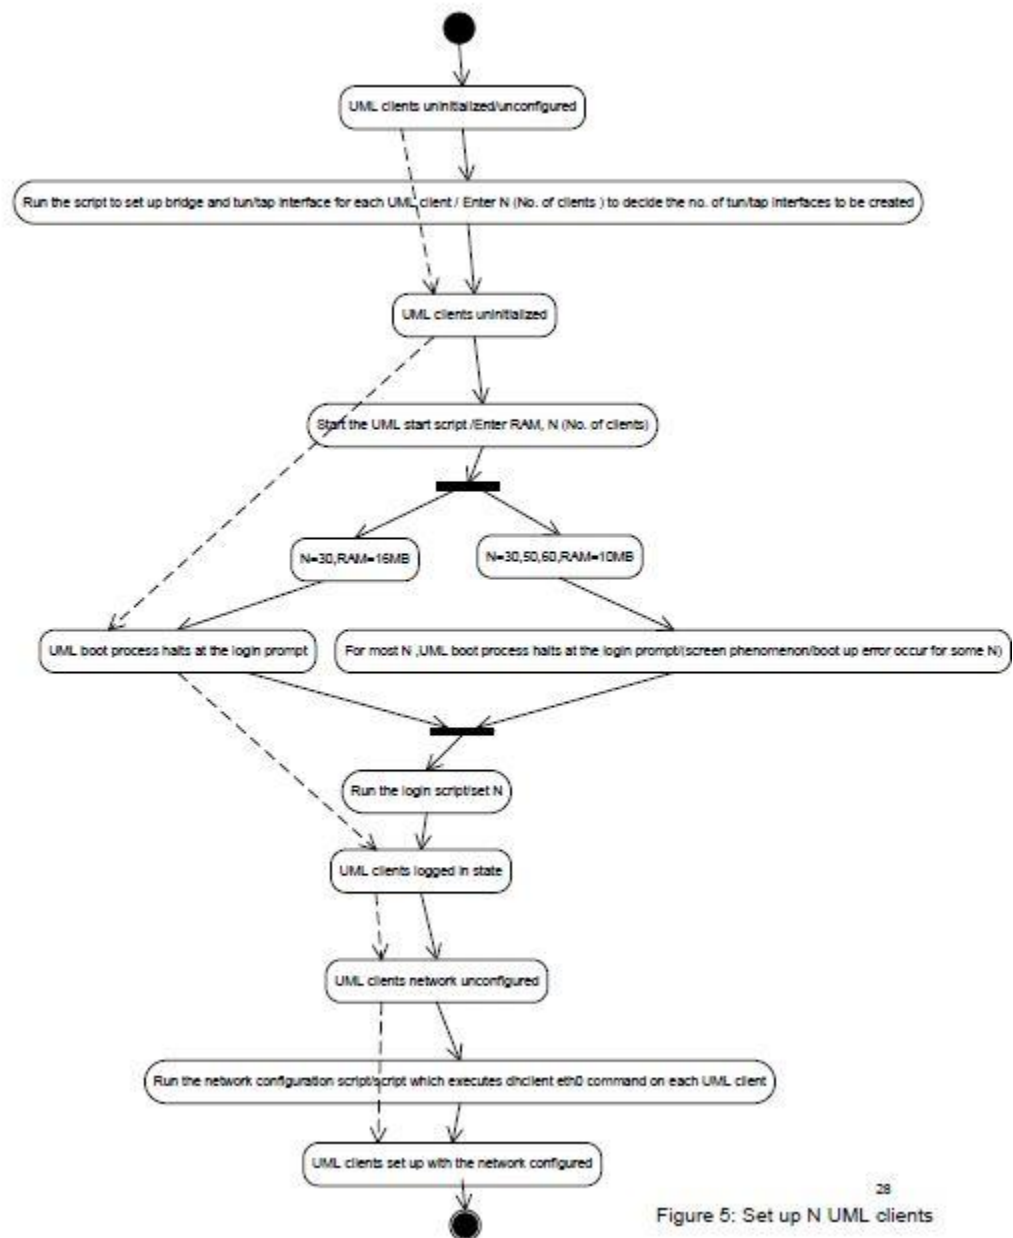 UML clients uninitialized/unconfigured
Run the script to set up bridge and tun/tap interface for each UML client / Enter N (No. of clients ) to decide the no. of tun/tap interfaces to be created
UML clients uninitialized
Start the UML start script /Enter RAM, N (No. of clients)
N=30,RAM=16MB
N=30,50,60,RAM=10MB
UML boot process halts at the login prompt
For most N ,UML boot process halts at the login prompt/(screen phenomenon/boot up error occur for some N)
Run the login script/set N
UML clients logged in state
UML clients network unconfigured
Run the network configuration script/script which executes dhclient eth0 command on each UML client
UML clients set up with the network configured
28
Figure 5: Set up N UML clients